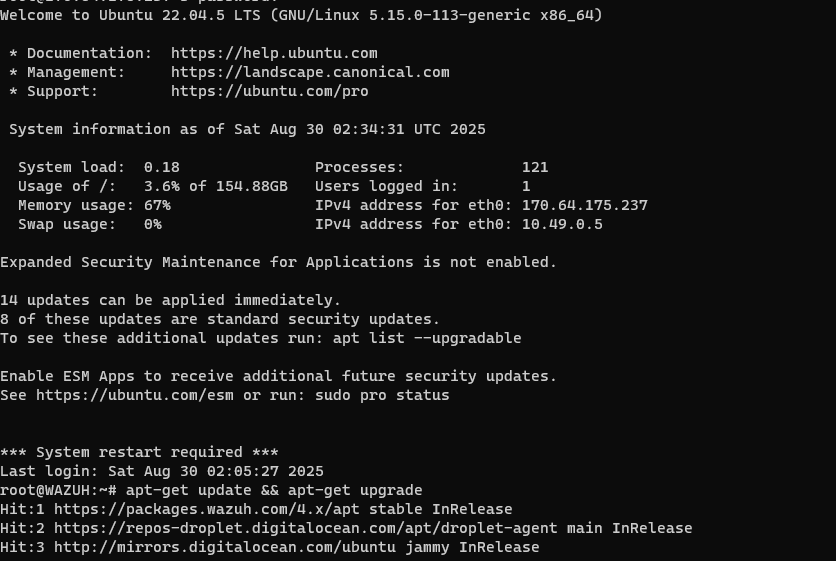 Welcome to Ubuntu 22.04.5 LTS (GNU/Linux 5.15.0-113-generic x86_64)
* Documentation:  https://help.ubuntu.com
* Management:     https://landscape.canonical.com
* Support:        https://ubuntu.com/pro
System information as of Sat Aug 30 02:34:31 UTC 2025
System load:  0.18               Processes:             121
Usage of /:   3.6% of 154.88GB   Users logged in:       1
Memory usage: 67%                IPv4 address for eth0: 170.64.175.237
Swap usage:   0%                 IPv4 address for eth0: 10.49.0.5
Expanded Security Maintenance for Applications is not enabled.
14 updates can be applied immediately.
8 of these updates are standard security updates.
To see these additional updates run: apt list --upgradable
Enable ESM Apps to receive additional future security updates.
See https://ubuntu.com/esm or run: sudo pro status
*** System restart required ***
Last login: Sat Aug 30 02:05:27 2025
root@WAZUH:~# apt-get update && apt-get upgrade
Hit:1 https://packages.wazuh.com/4.x/apt stable InRelease
Hit:2 https://repos-droplet.digitalocean.com/apt/droplet-agent main InRelease
Hit:3 http://mirrors.digitalocean.com/ubuntu jammy InRelease